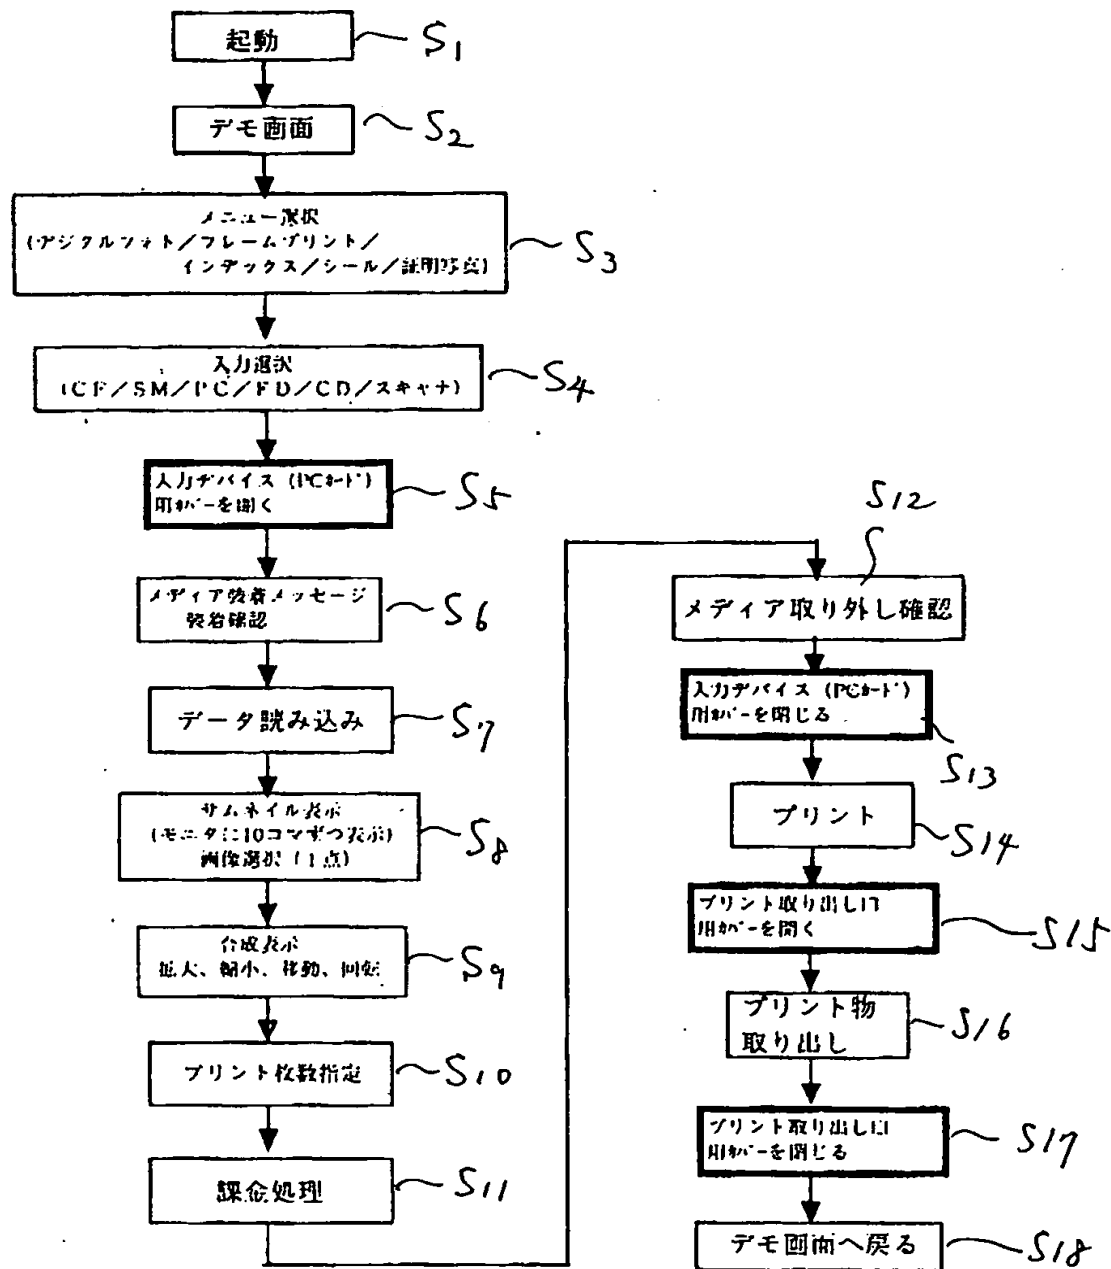 起動
S1
デモ画面
S2
メニュー選択
(デジタルフォト/フレームプリント/
インデックス/シール/証明写真)
S3
入力選択
(CF/SM/PC/FD/CD/スキャナ)
S4
入力デバイス (PCカード)
用カバーを開く
S5
メディア装着メッセージ
装着確認
S6
データ読み込み
S7
サムネイル表示
(モニタに10コマずつ表示)
画像選択 (1点)
S8
合成表示
拡大、縮小、移動、回転
S9
プリント枚数指定
S10
課金処理
S11
S12
メディア取り外し確認
入力デバイス (PCカード)
用カバーを閉じる
S13
プリント
S14
プリント取り出し口
用カバーを開く
S15
プリント物
取り出し
S16
プリント取り出し口
用カバーを閉じる
S17
デモ画面へ戻る
S18